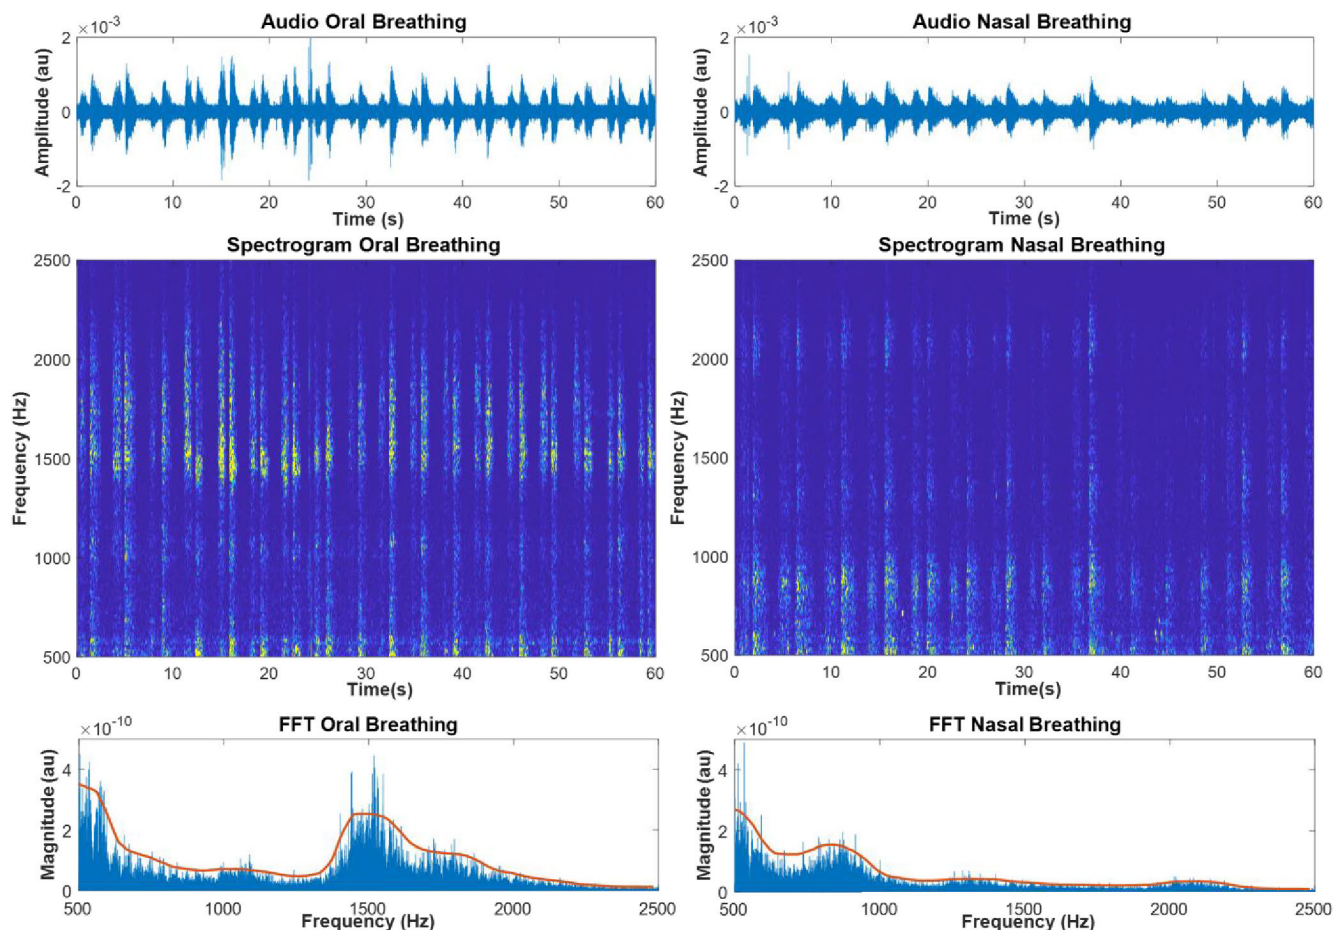 Audio Oral Breathing
×10⁻³
2
0
-2
Amplitude (au)
0 10 20 30 40 50 60
Time (s)
Audio Nasal Breathing
×10⁻³
2
0
-2
Amplitude (au)
0 10 20 30 40 50 60
Time (s)
Spectrogram Oral Breathing
2500
2000
1500
1000
500
Frequency (Hz)
0 10 20 30 40 50 60
Time(s)
Spectrogram Nasal Breathing
2500
2000
1500
1000
500
Frequency (Hz)
0 10 20 30 40 50 60
Time(s)
FFT Oral Breathing
×10⁻¹⁰
4
2
0
Magnitude (au)
500 1000 1500 2000 2500
Frequency (Hz)
FFT Nasal Breathing
×10⁻¹⁰
4
2
0
Magnitude (au)
500 1000 1500 2000 2500
Frequency (Hz)